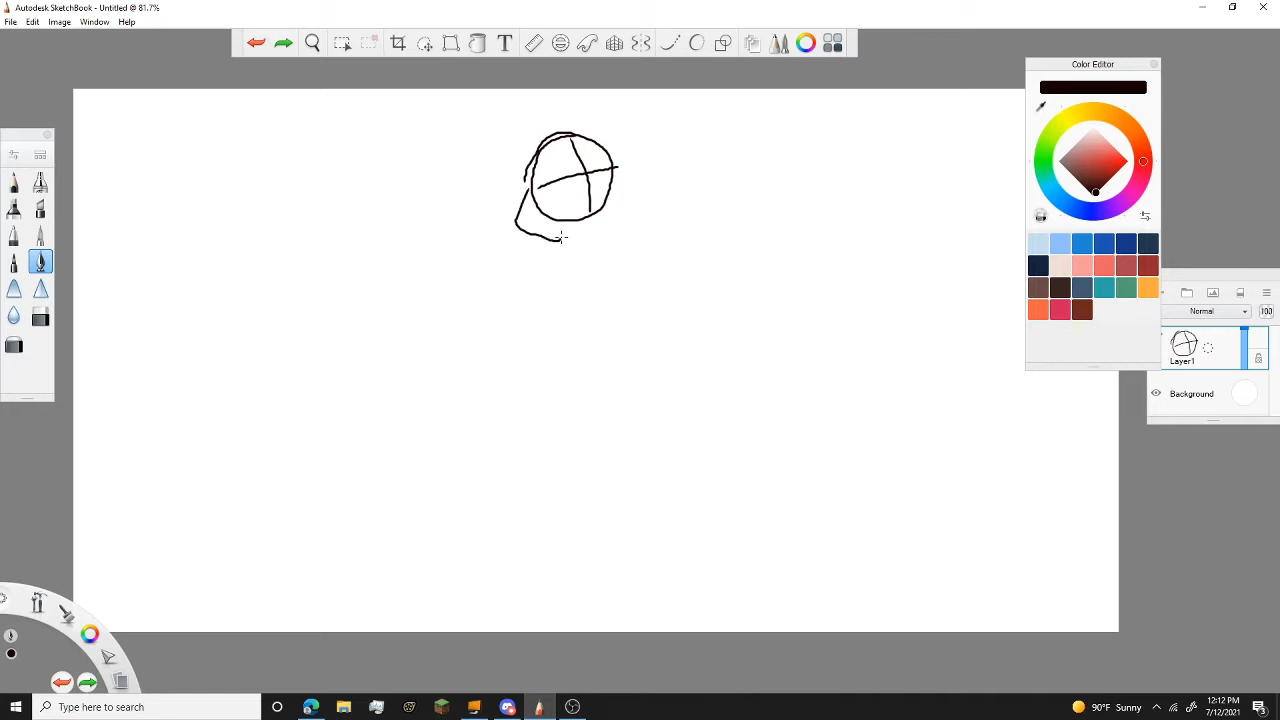 Autodesk SketchBook - Untitled @ 81.7%
File Edit Image Window Help
Color Editor
Normal
100
Layer1
Background
Type here to search
90°F Sunny
12:12 PM
7/12/2021